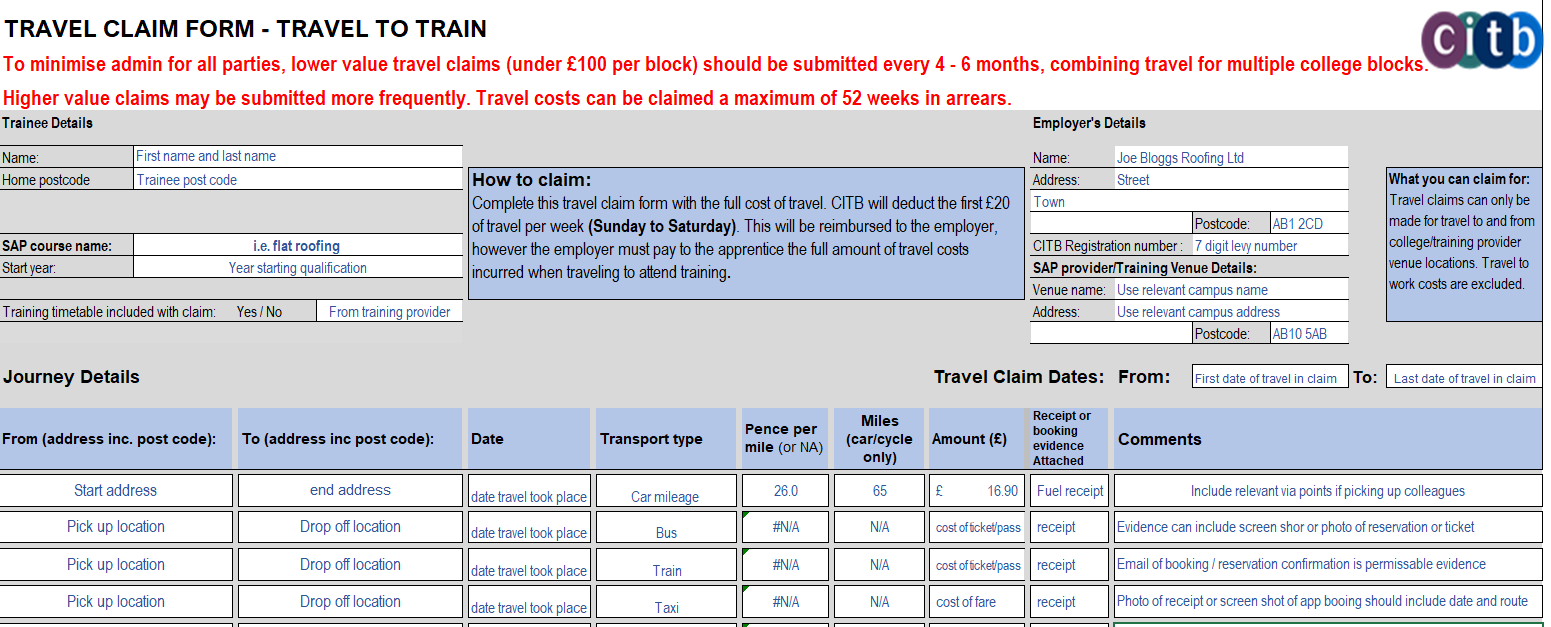 TRAVEL CLAIM FORM - TRAVEL TO TRAIN
citb
To minimise admin for all parties, lower value travel claims (under £100 per block) should be submitted every 4 - 6 months, combining travel for multiple college blocks.
Higher value claims may be submitted more frequently. Travel costs can be claimed a maximum of 52 weeks in arrears.
Trainee Details
Name: First name and last name
Home postcode Trainee post code
SAP course name: i.e. flat roofing
Start year: Year starting qualification
Training timetable included with claim: Yes / No From training provider
How to claim:
Complete this travel claim form with the full cost of travel. CITB will deduct the first £20
of travel per week (Sunday to Saturday). This will be reimbursed to the employer,
however the employer must pay to the apprentice the full amount of travel costs
incurred when traveling to attend training.
Employer's Details
Name: Joe Bloggs Roofing Ltd
Address: Street
Town
Postcode: AB1 2CD
CITB Registration number : 7 digit levy number
SAP provider/Training Venue Details:
Venue name: Use relevant campus name
Address: Use relevant campus address
Postcode: AB10 5AB
What you can claim for:
Travel claims can only be
made for travel to and from
college/training provider
venue locations. Travel to
work costs are excluded.
Journey Details
Travel Claim Dates: From: First date of travel in claim To: Last date of travel in claim
From (address inc. post code): To (address inc post code): Date Transport type
Pence per
mile (or NA)
Miles
(car/cycle
only)
Amount (£)
Receipt or
booking
evidence
Attached
Comments
Start address end address date travel took place Car mileage 26.0 65 £ 16.90 Fuel receipt Include relevant via points if picking up colleagues
Pick up location Drop off location date travel took place Bus #N/A N/A cost of ticket/pass receipt Evidence can include screen shor or photo of reservation or ticket
Pick up location Drop off location date travel took place Train #N/A N/A cost of ticket/pass receipt Email of booking / reservation confirmation is permissable evidence
Pick up location Drop off location date travel took place Taxi #N/A N/A cost of fare receipt Photo of receipt or screen shot of app booing should include date and route